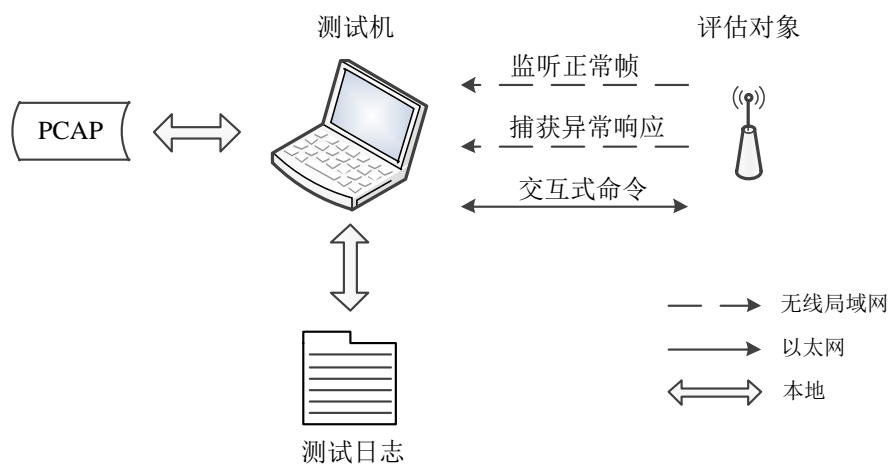 测试机
评估对象
监听正常帧
PCAP
捕获异常响应
交互式命令
无线局域网
以太网
本地
测试日志